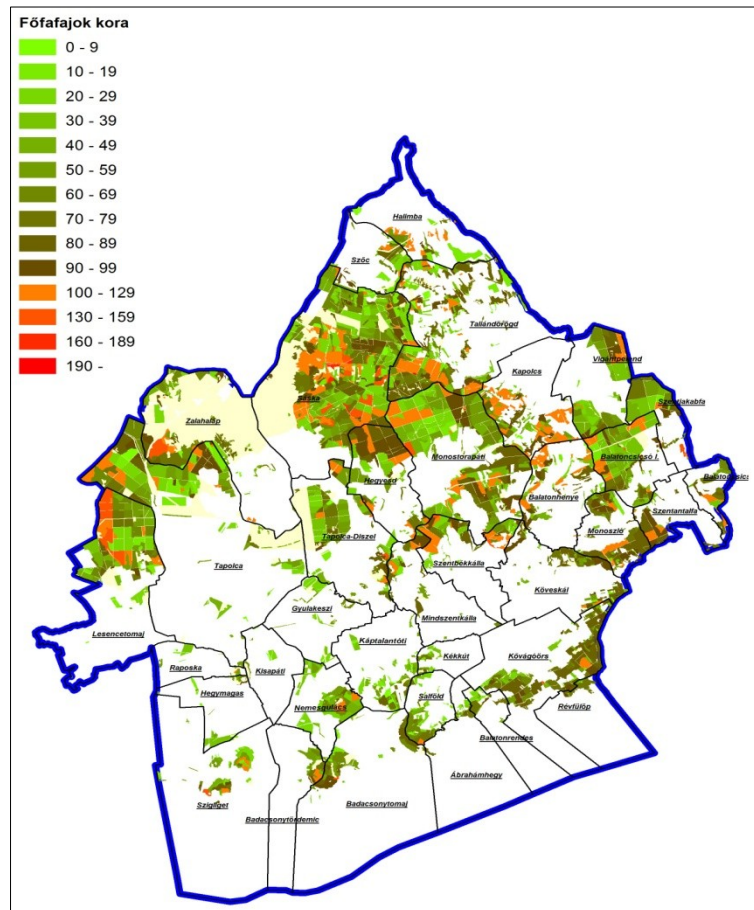 Főfafajok kora
0 - 9
10 - 19
20 - 29
30 - 39
40 - 49
50 - 59
60 - 69
70 - 79
80 - 89
90 - 99
100 - 129
130 - 159
160 - 189
190 -
Halimba
Szőc
Taliándörögd
Kapolcs
Vigántpetend
Szentjakabfa
Zalahaláp
Sáska
Monostorapáti
Balatoncsicsó I.
Hegyesd
Balatonhenye
Szentantalfa
Monoszló
Tapolca-Diszel
Szentbékkálla
Tapolca
Köveskál
Gyulakeszi
Mindszentkálla
Lesencetomaj
Káptalantóti
Kékkút
Kővágóörs
Raposka
Kisapáti
Hegymagas
Salföld
Nemesgulács
Révfülöp
Balatonrendes
Ábrahámhegy
Szigliget
Badacsonytördemic
Badacsonytomaj